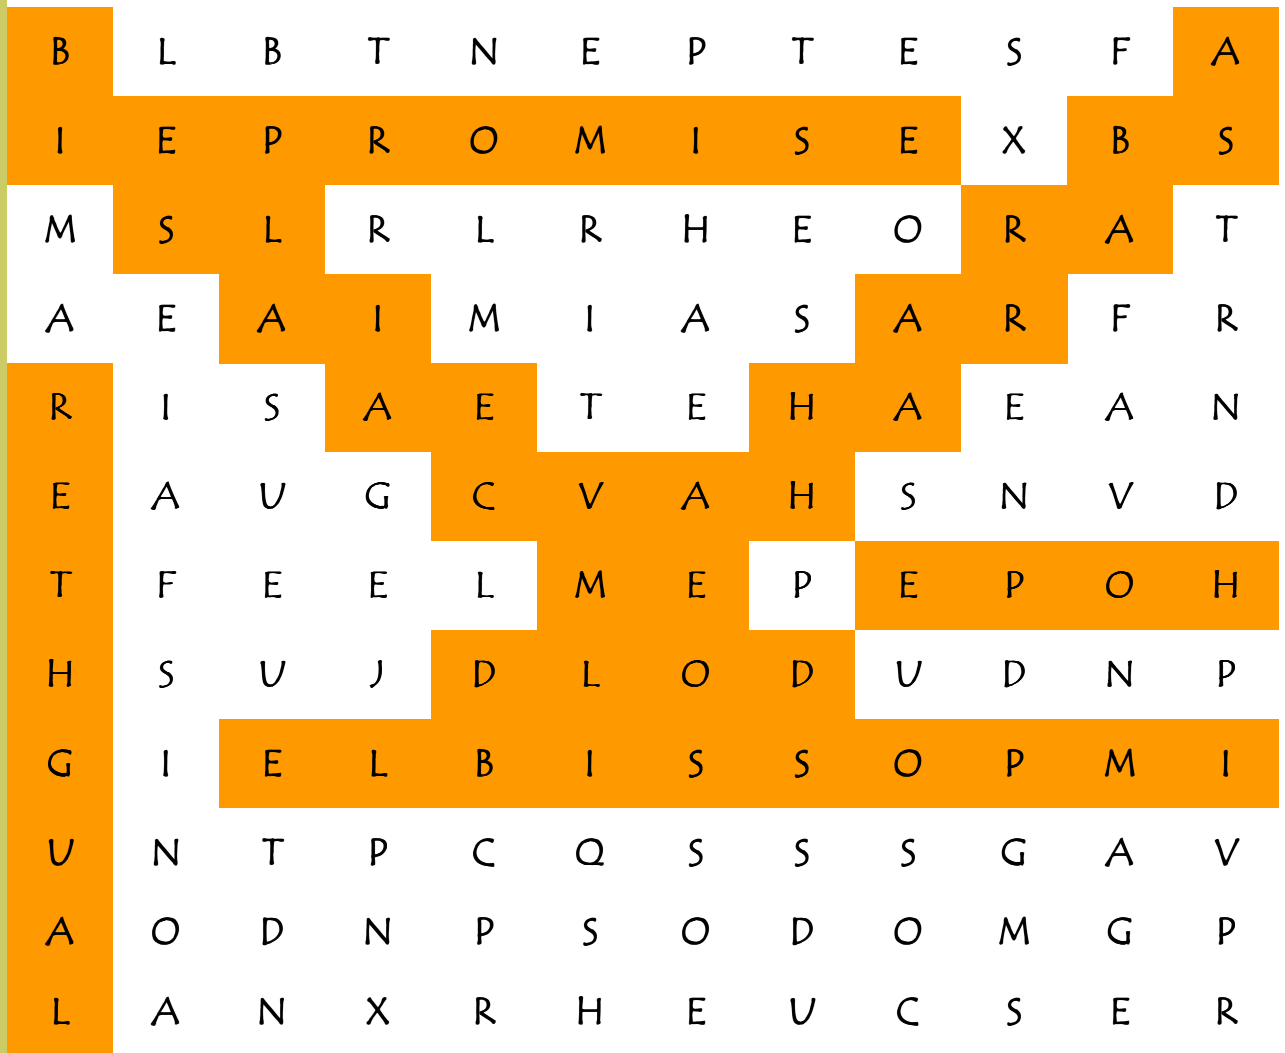 B L B T N E P T E S F A
I E P R O M I S E X B S
M S L R L R H E O R A T
A E A I M I A S A R F R
R I S A E T E H A E A N
E A U G C V A H S N V D
T F E E L M E P E P O H
H S U J D L O D U D N P
G I E L B I S S O P M I
U N T P C Q S S S G A V
A O D N P S O D O M G P
L A N X R H E U C S E R